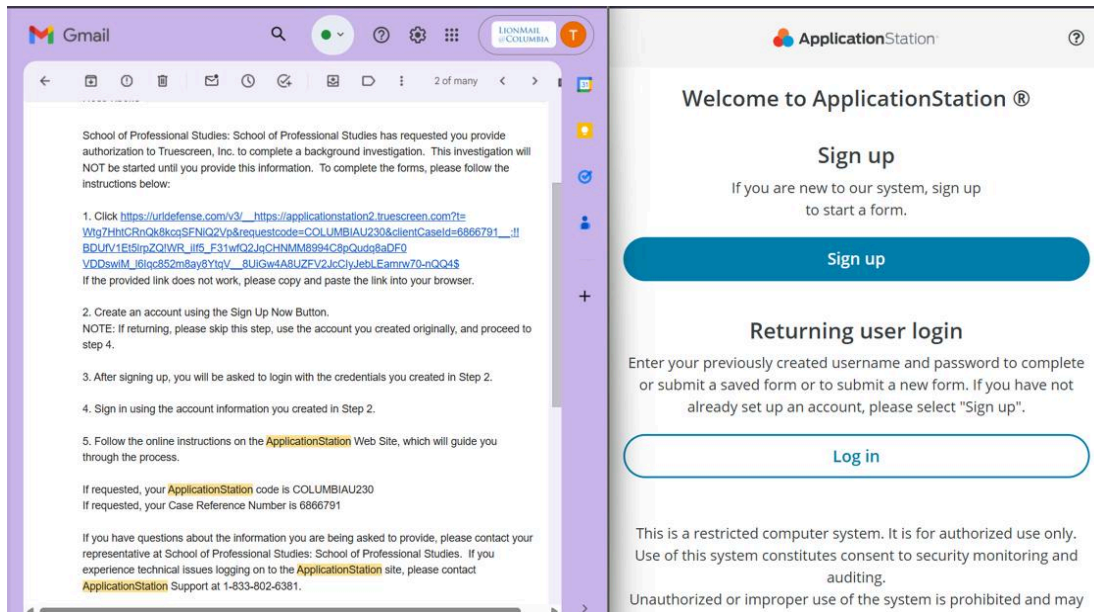 Gmail
LIONMAIL
@COLUMBIA
T
2 of many
31
School of Professional Studies: School of Professional Studies has requested you provide
authorization to Truescreen, Inc. to complete a background investigation. This investigation will
NOT be started until you provide this information. To complete the forms, please follow the
instructions below:
1. Click https://urldefense.com/v3/__https://applicationstation2.truescreen.com?t=
Wtg7HhtCRnQk8kcqSFNiQ2Vp&requestcode=COLUMBIAU230&clientCaseId=6866791__;!!
If the provided link does not work, please copy and paste the link into your browser.
2. Create an account using the Sign Up Now Button.
NOTE: If returning, please skip this step, use the account you created originally, and proceed to
step 4.
3. After signing up, you will be asked to login with the credentials you created in Step 2.
4. Sign in using the account information you created in Step 2.
5. Follow the online instructions on the ApplicationStation Web Site, which will guide you
through the process.
If requested, your ApplicationStation code is COLUMBIAU230
If requested, your Case Reference Number is 6866791
If you have questions about the information you are being asked to provide, please contact your
representative at School of Professional Studies: School of Professional Studies. If you
experience technical issues logging on to the ApplicationStation site, please contact
ApplicationStation Support at 1-833-802-6381.
ApplicationStation
Welcome to ApplicationStation ®
Sign up
If you are new to our system, sign up
to start a form.
Sign up
Returning user login
Enter your previously created username and password to complete
or submit a saved form or to submit a new form. If you have not
already set up an account, please select "Sign up".
Log in
This is a restricted computer system. It is for authorized use only.
Use of this system constitutes consent to security monitoring and
auditing.
Unauthorized or improper use of the system is prohibited and may